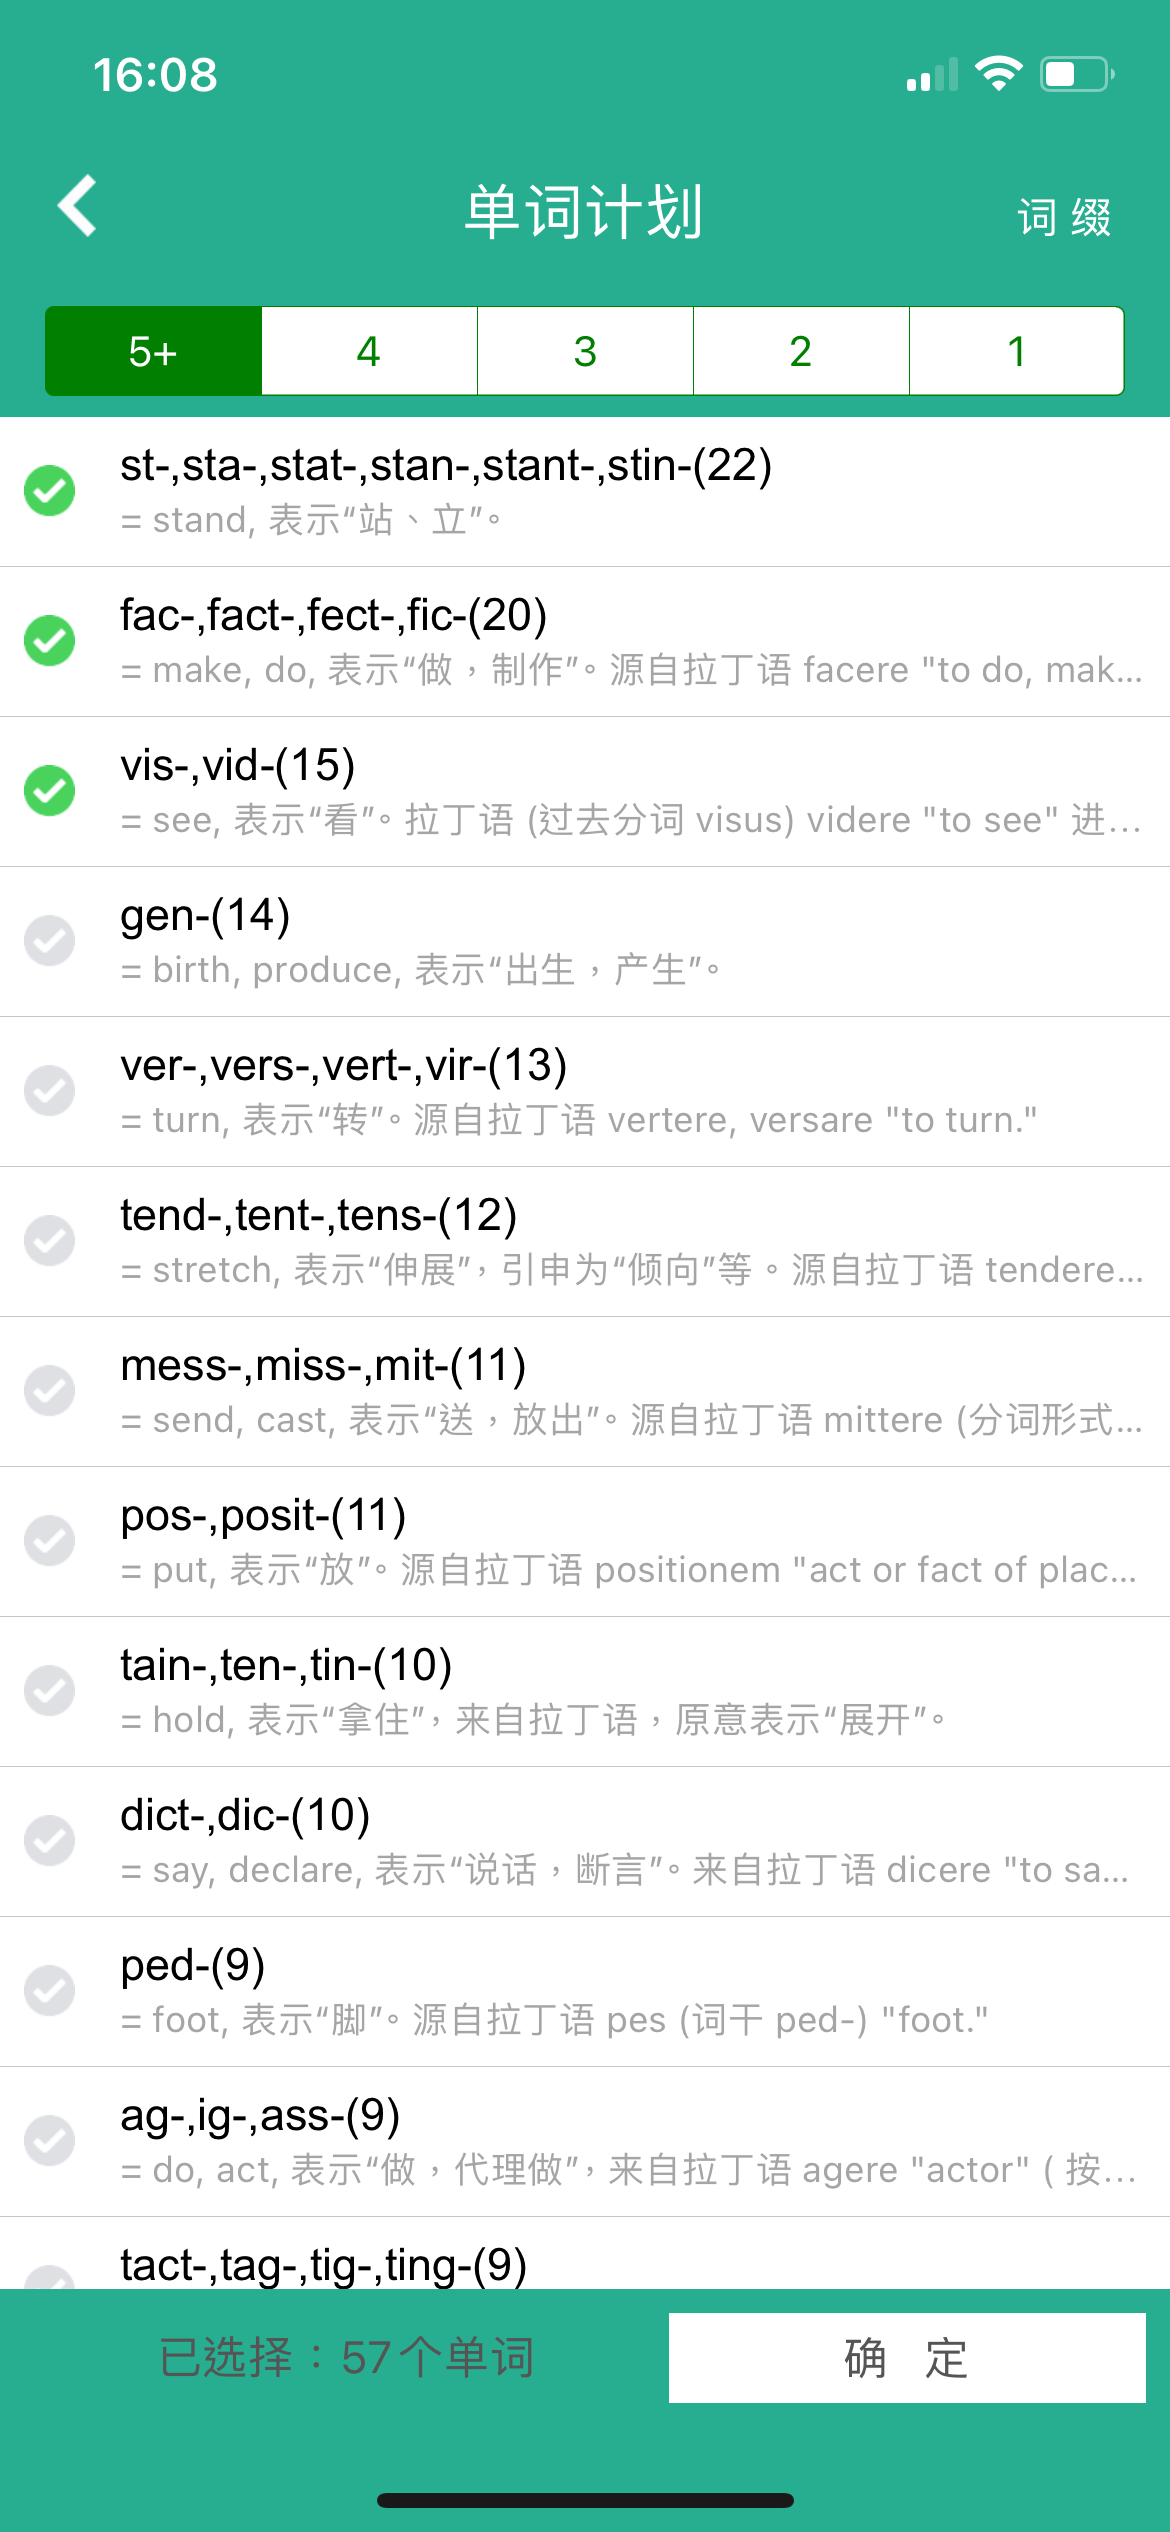 16:08
单词计划
词 缀
5+ 4 3 2 1
st-,sta-,stat-,stan-,stant-,stin-(22)
= stand, 表示“站、立”。
fac-,fact-,fect-,fic-(20)
= make, do, 表示“做，制作”。源自拉丁语 facere "to do, mak...
vis-,vid-(15)
= see, 表示“看”。拉丁语 (过去分词 visus) videre "to see" 进...
gen-(14)
= birth, produce, 表示“出生，产生”。
ver-,vers-,vert-,vir-(13)
= turn, 表示“转”。源自拉丁语 vertere, versare "to turn."
tend-,tent-,tens-(12)
= stretch, 表示“伸展”，引申为“倾向”等。源自拉丁语 tendere...
mess-,miss-,mit-(11)
= send, cast, 表示“送，放出”。源自拉丁语 mittere (分词形式...
pos-,posit-(11)
= put, 表示“放”。源自拉丁语 positionem "act or fact of plac...
tain-,ten-,tin-(10)
= hold, 表示“拿住”，来自拉丁语，原意表示“展开”。
dict-,dic-(10)
= say, declare, 表示“说话，断言”。来自拉丁语 dicere "to sa...
ped-(9)
= foot, 表示“脚”。源自拉丁语 pes (词干 ped-) "foot."
ag-,ig-,ass-(9)
= do, act, 表示“做，代理做”，来自拉丁语 agere "actor" ( 按...
tact-,tag-,tig-,ting-(9)
已选择：57个单词
确 定